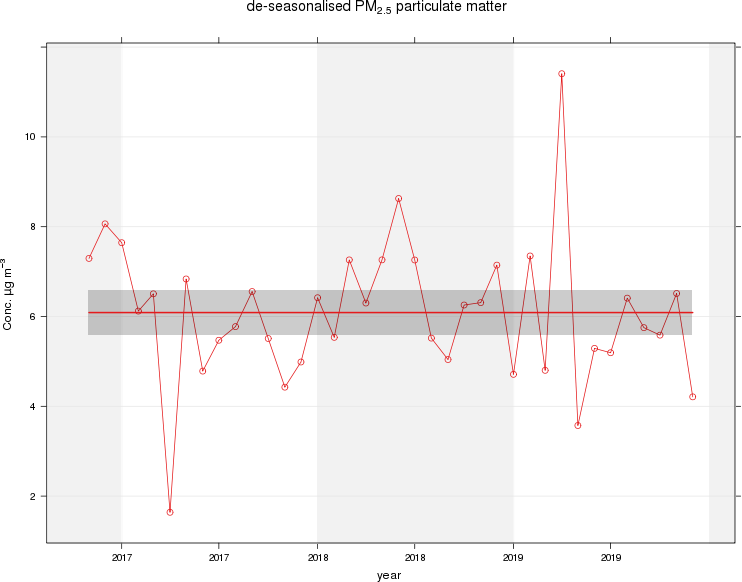 de-seasonalised PM₂.₅ particulate matter
10
8
6
4
2
Conc. µg m⁻³
2017 2017 2018 2018 2019 2019
year